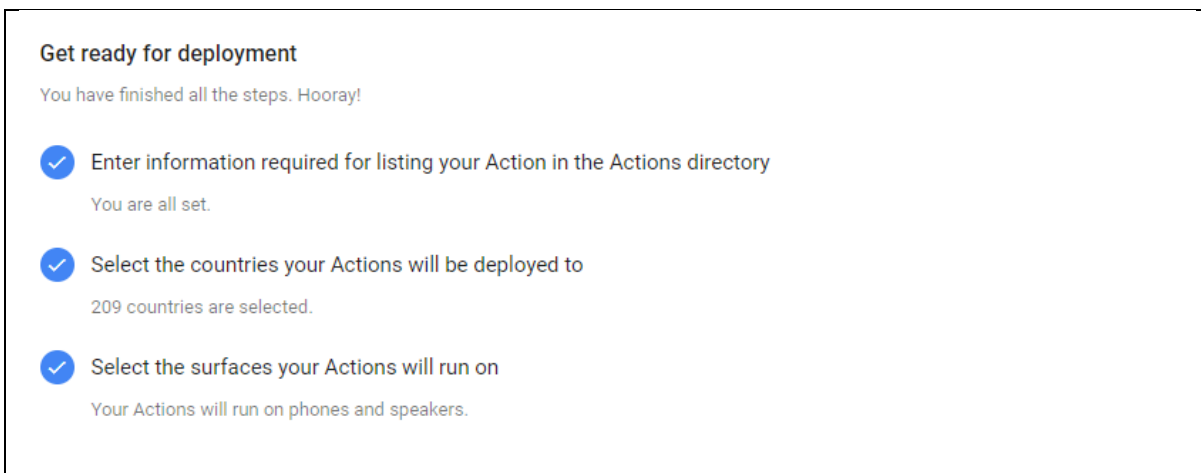 Get ready for deployment
You have finished all the steps. Hooray!
Enter information required for listing your Action in the Actions directory
You are all set.
Select the countries your Actions will be deployed to
209 countries are selected.
Select the surfaces your Actions will run on
Your Actions will run on phones and speakers.